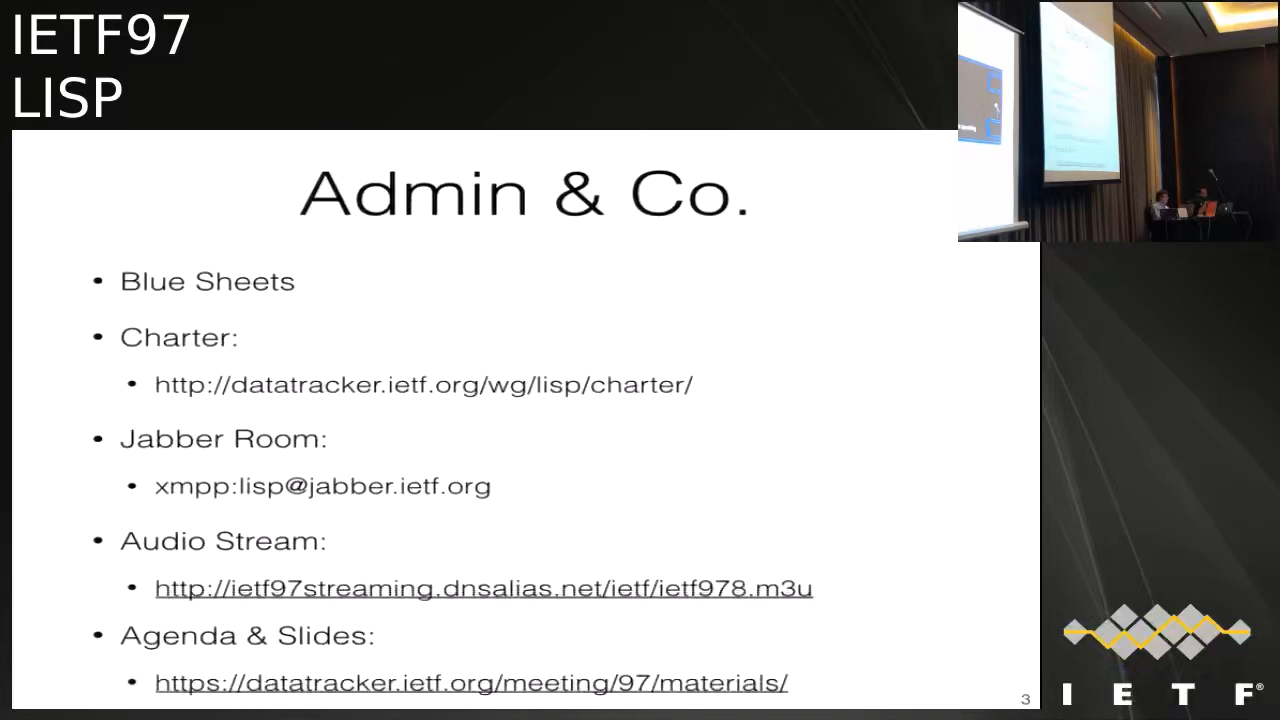 IETF97
LISP
Admin & Co.
• Blue Sheets
• Charter:
• http://datatracker.ietf.org/wg/lisp/charter/
• Jabber Room:
• xmpp:lisp@jabber.ietf.org
• Audio Stream:
• http://ietf97streaming.dnsalias.net/ietf/ietf978.m3u
• Agenda & Slides:
• https://datatracker.ietf.org/meeting/97/materials/
3
I E T F®